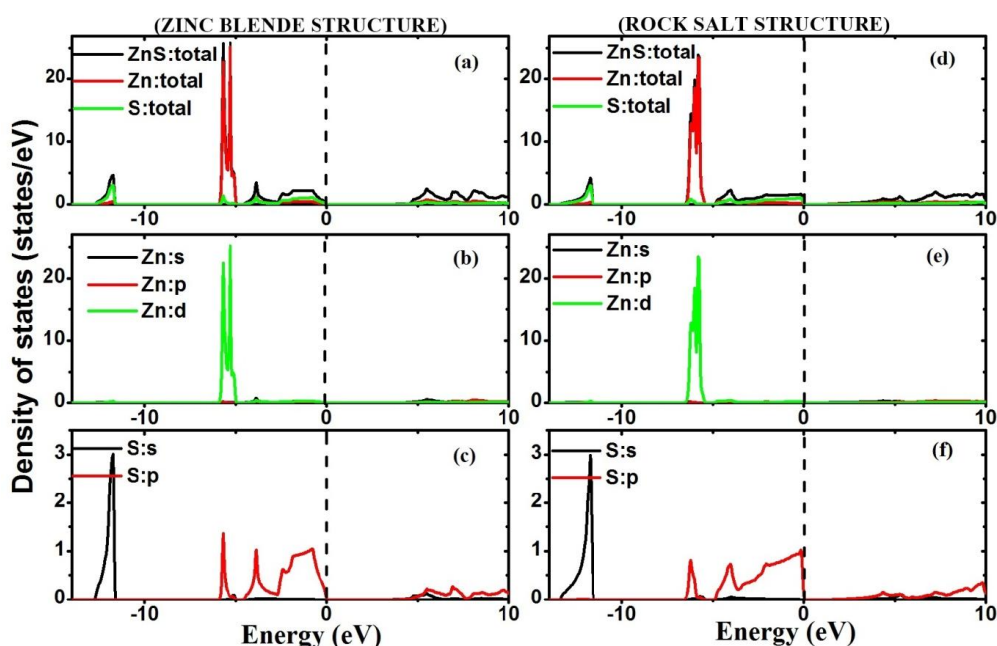 (ZINC BLENDE STRUCTURE)
(ROCK SALT STRUCTURE)
Density of states (states/eV)
ZnS:total
Zn:total
S:total
(a)
20
10
0
-10
0
10
Zn:s
Zn:p
Zn:d
(b)
20
10
0
-10
0
10
S:s
S:p
(c)
3
2
1
0
-10
0
10
Energy (eV)
ZnS:total
Zn:total
S:total
(d)
20
10
0
-10
0
10
Zn:s
Zn:p
Zn:d
(e)
20
10
0
-10
0
10
S:s
S:p
(f)
3
2
1
0
-10
0
10
Energy (eV)